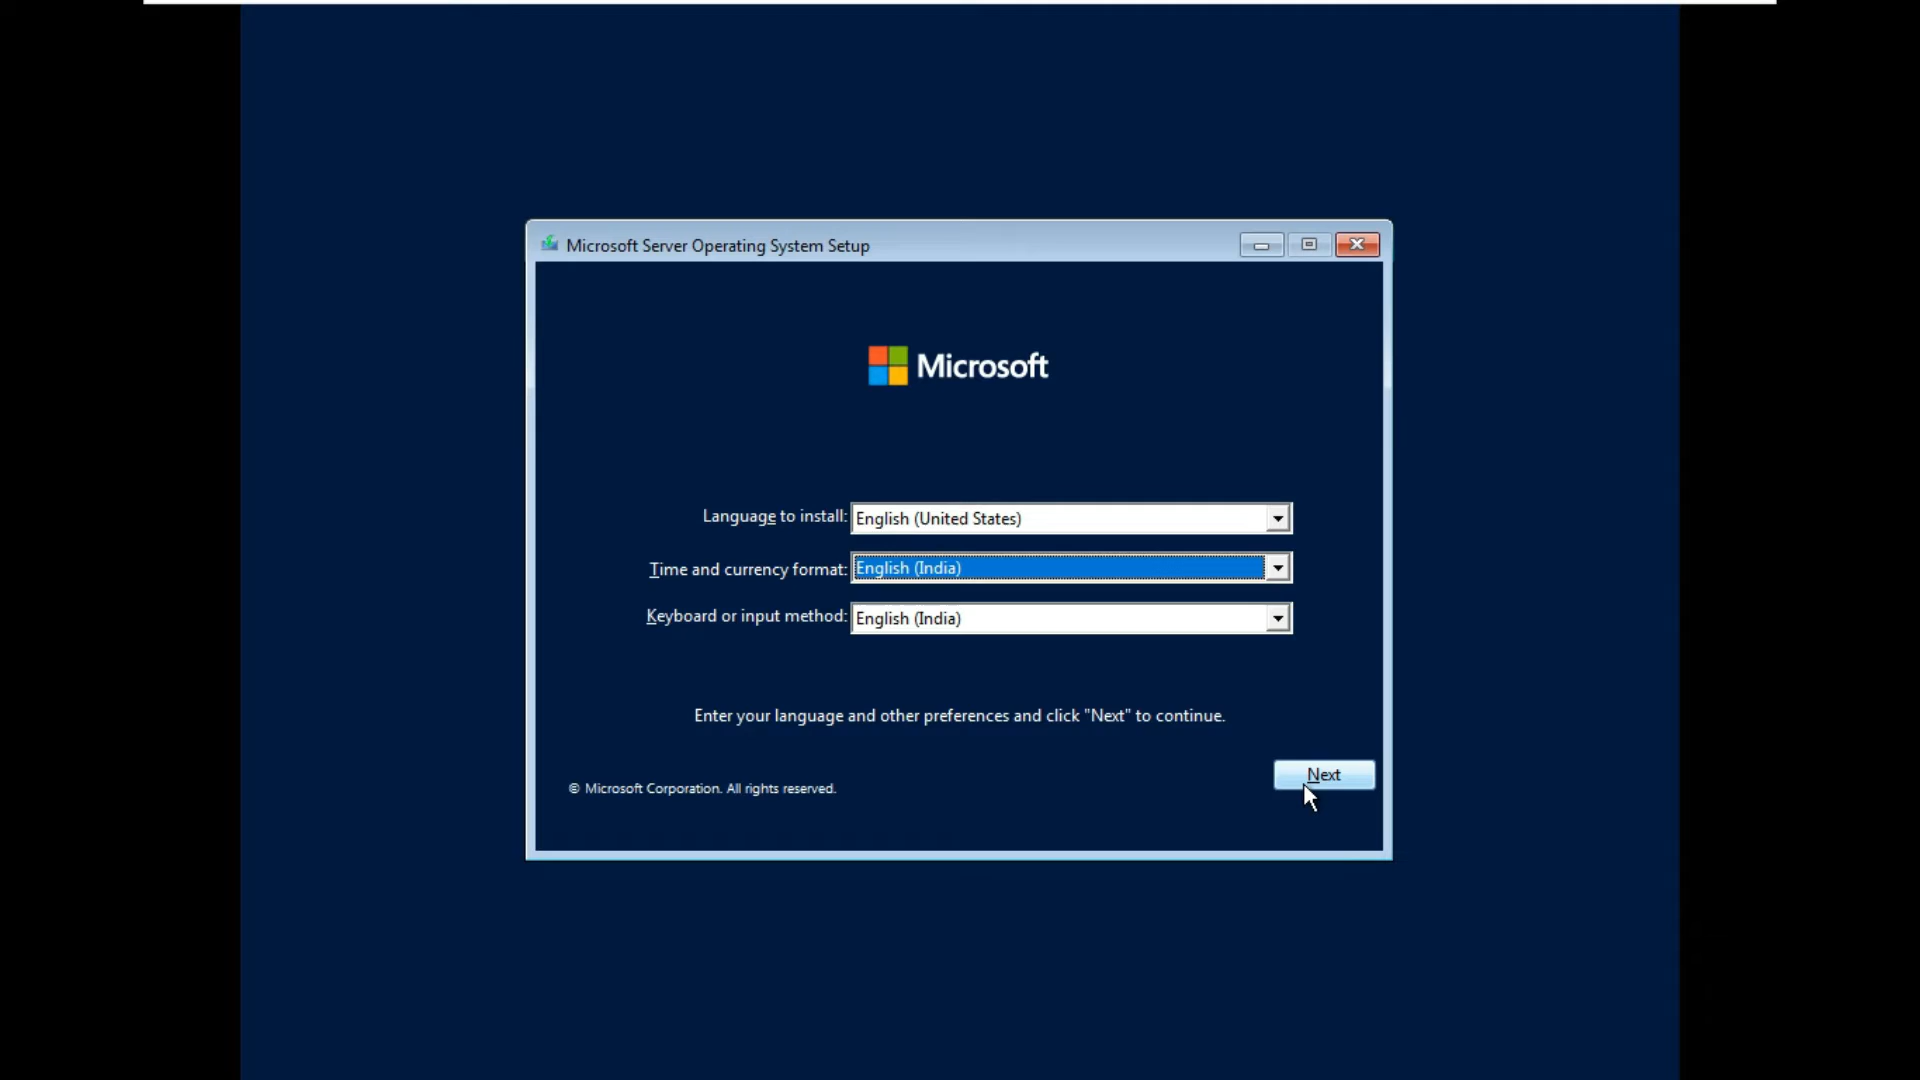 Microsoft Server Operating System Setup
Microsoft
Language to install: English (United States)
Time and currency format: English (India)
Keyboard or input method: English (India)
Enter your language and other preferences and click "Next" to continue.
Next
© Microsoft Corporation. All rights reserved.